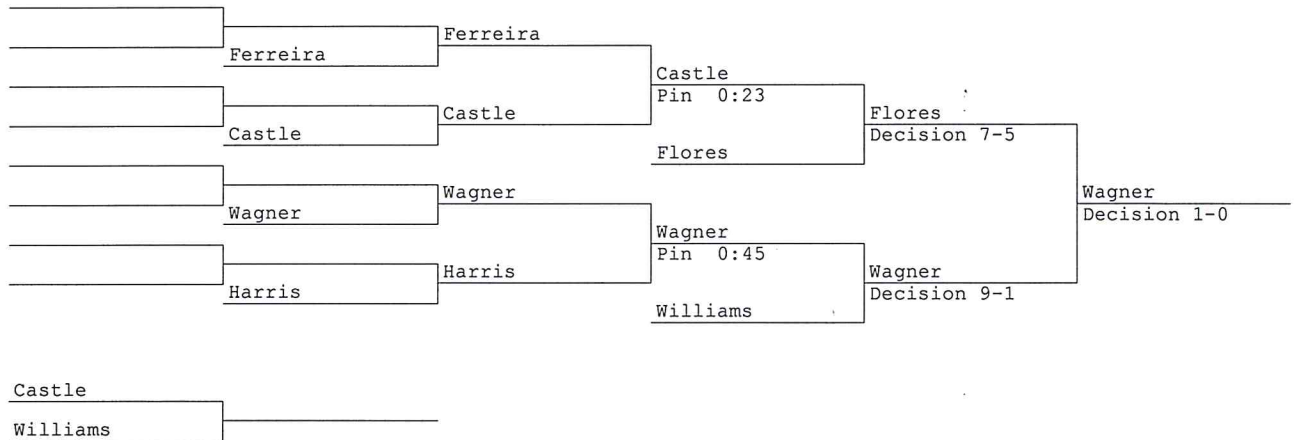 Ferreira
Ferreira
Castle
Pin 0:23
Castle
Castle
Flores
Decision 7-5
Flores
Wagner
Wagner
Wagner
Decision 1-0
Wagner
Pin 0:45
Harris
Harris
Wagner
Decision 9-1
Williams
Castle
Williams